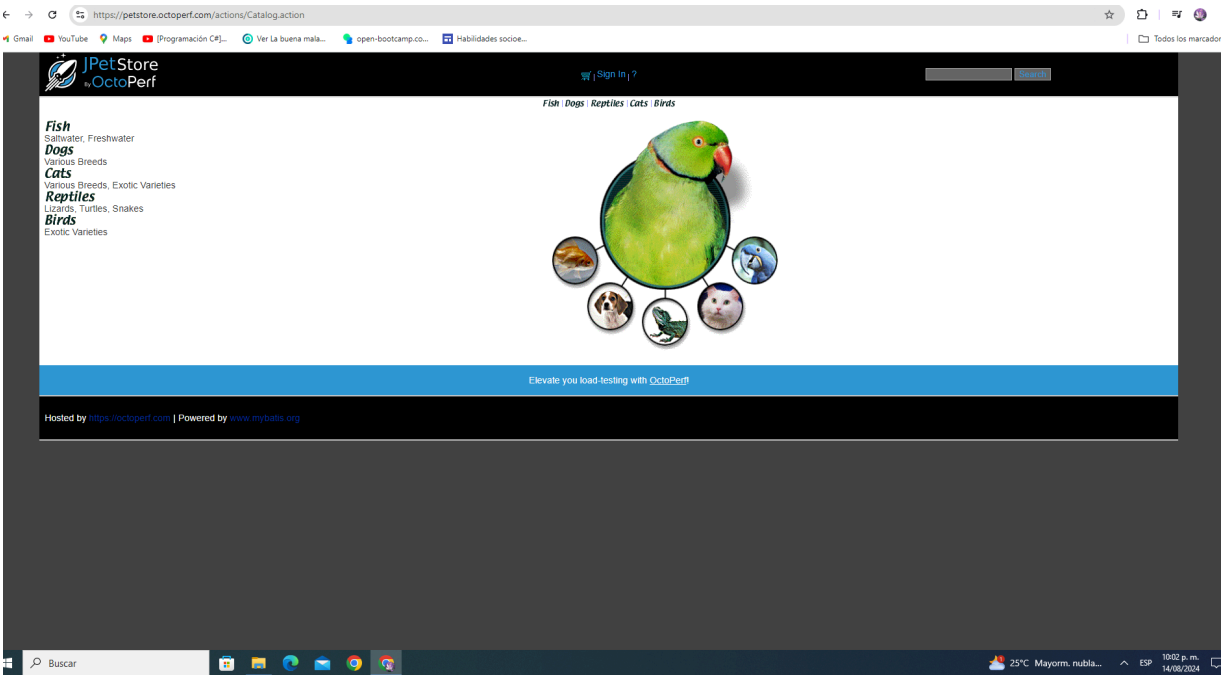 https://petstore.octoperf.com/actions/Catalog.action
Gmail YouTube Maps [Programación C#]... Ver La buena mala... open-bootcamp.co... Habilidades socioe... Todos los marcador
JPetStore
By OctoPerf
Sign In | ?
Search
Fish | Dogs | Reptiles | Cats | Birds
Fish
Saltwater, Freshwater
Dogs
Various Breeds
Cats
Various Breeds, Exotic Varieties
Reptiles
Lizards, Turtles, Snakes
Birds
Exotic Varieties
Elevate you load-testing with OctoPerf!
Hosted by https://octoperf.com | Powered by www.mybatis.org
Buscar
25°C Mayorm. nubla... ESP 10:02 p. m.
14/08/2024